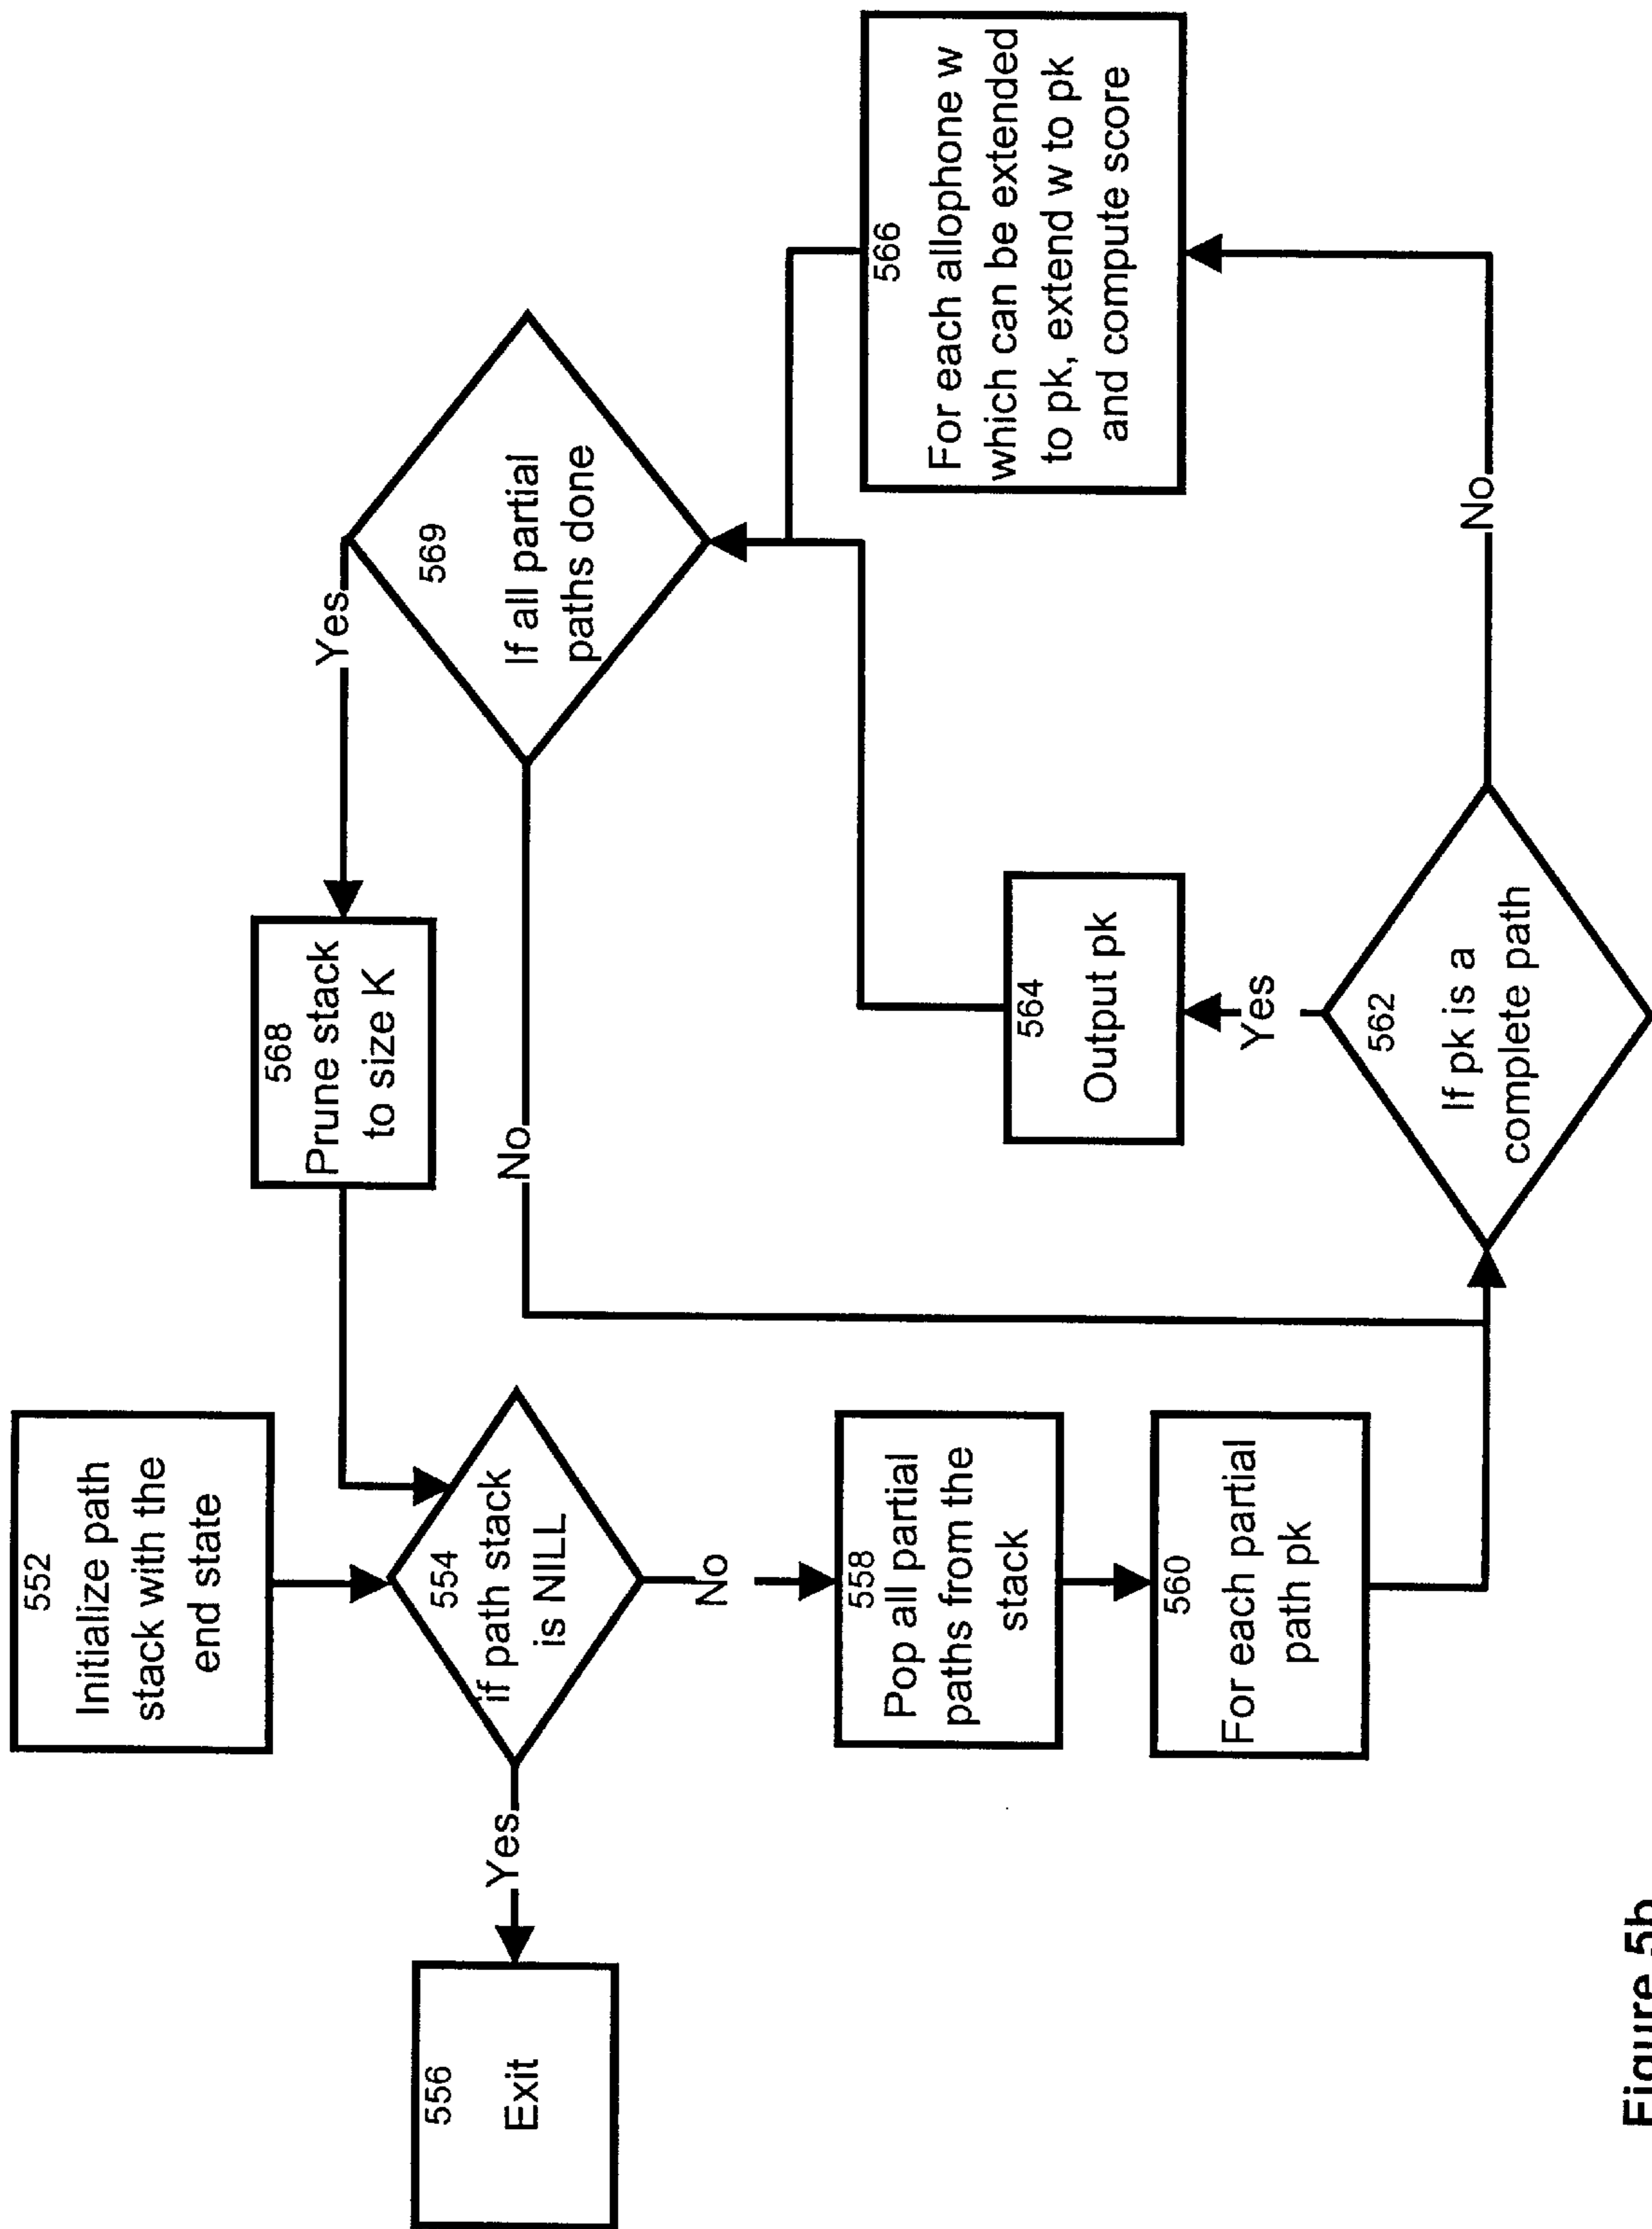 552
Initialize path
stack with the
end state
554
if path stack
is NILL
Yes
556
Exit
No
558
Pop all partial
paths from the
stack
560
For each partial
path pk
562
If pk is a
complete path
Yes
564
Output pk
No
566
For each allophone w
which can be extended
to pk, extend w to pk
and compute score
569
If all partial
paths done
No
Yes
568
Prune stack
to size K
Figure 5b